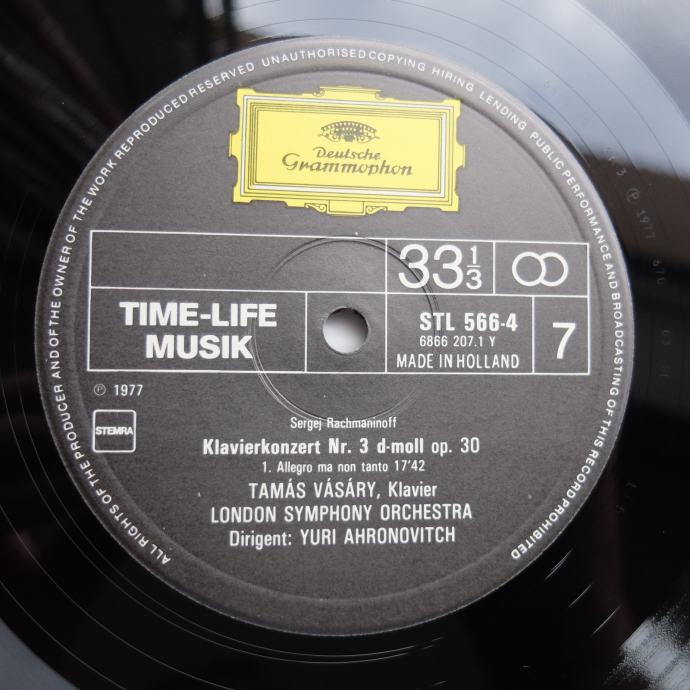 ALL RIGHTS OF THE PRODUCER AND OF THE OWNER OF THE WORK REPRODUCED RESERVED UNAUTHORISED COPYING HIRING LENDING PUBLIC PERFORMANCE AND BROADCASTING OF THIS RECORD PROHIBITED
Deutsche
Grammophon
33 1/3
TIME-LIFE
MUSIK
STL 566-4
6866 207.1 Y
MADE IN HOLLAND
7
℗ 1977
STEMRA
Sergej Rachmaninoff
Klavierkonzert Nr. 3 d-moll op. 30
1. Allegro ma non tanto 17'42
TAMÁS VÁSÁRY, Klavier
LONDON SYMPHONY ORCHESTRA
Dirigent: YURI AHRONOVITCH
℗ 1977